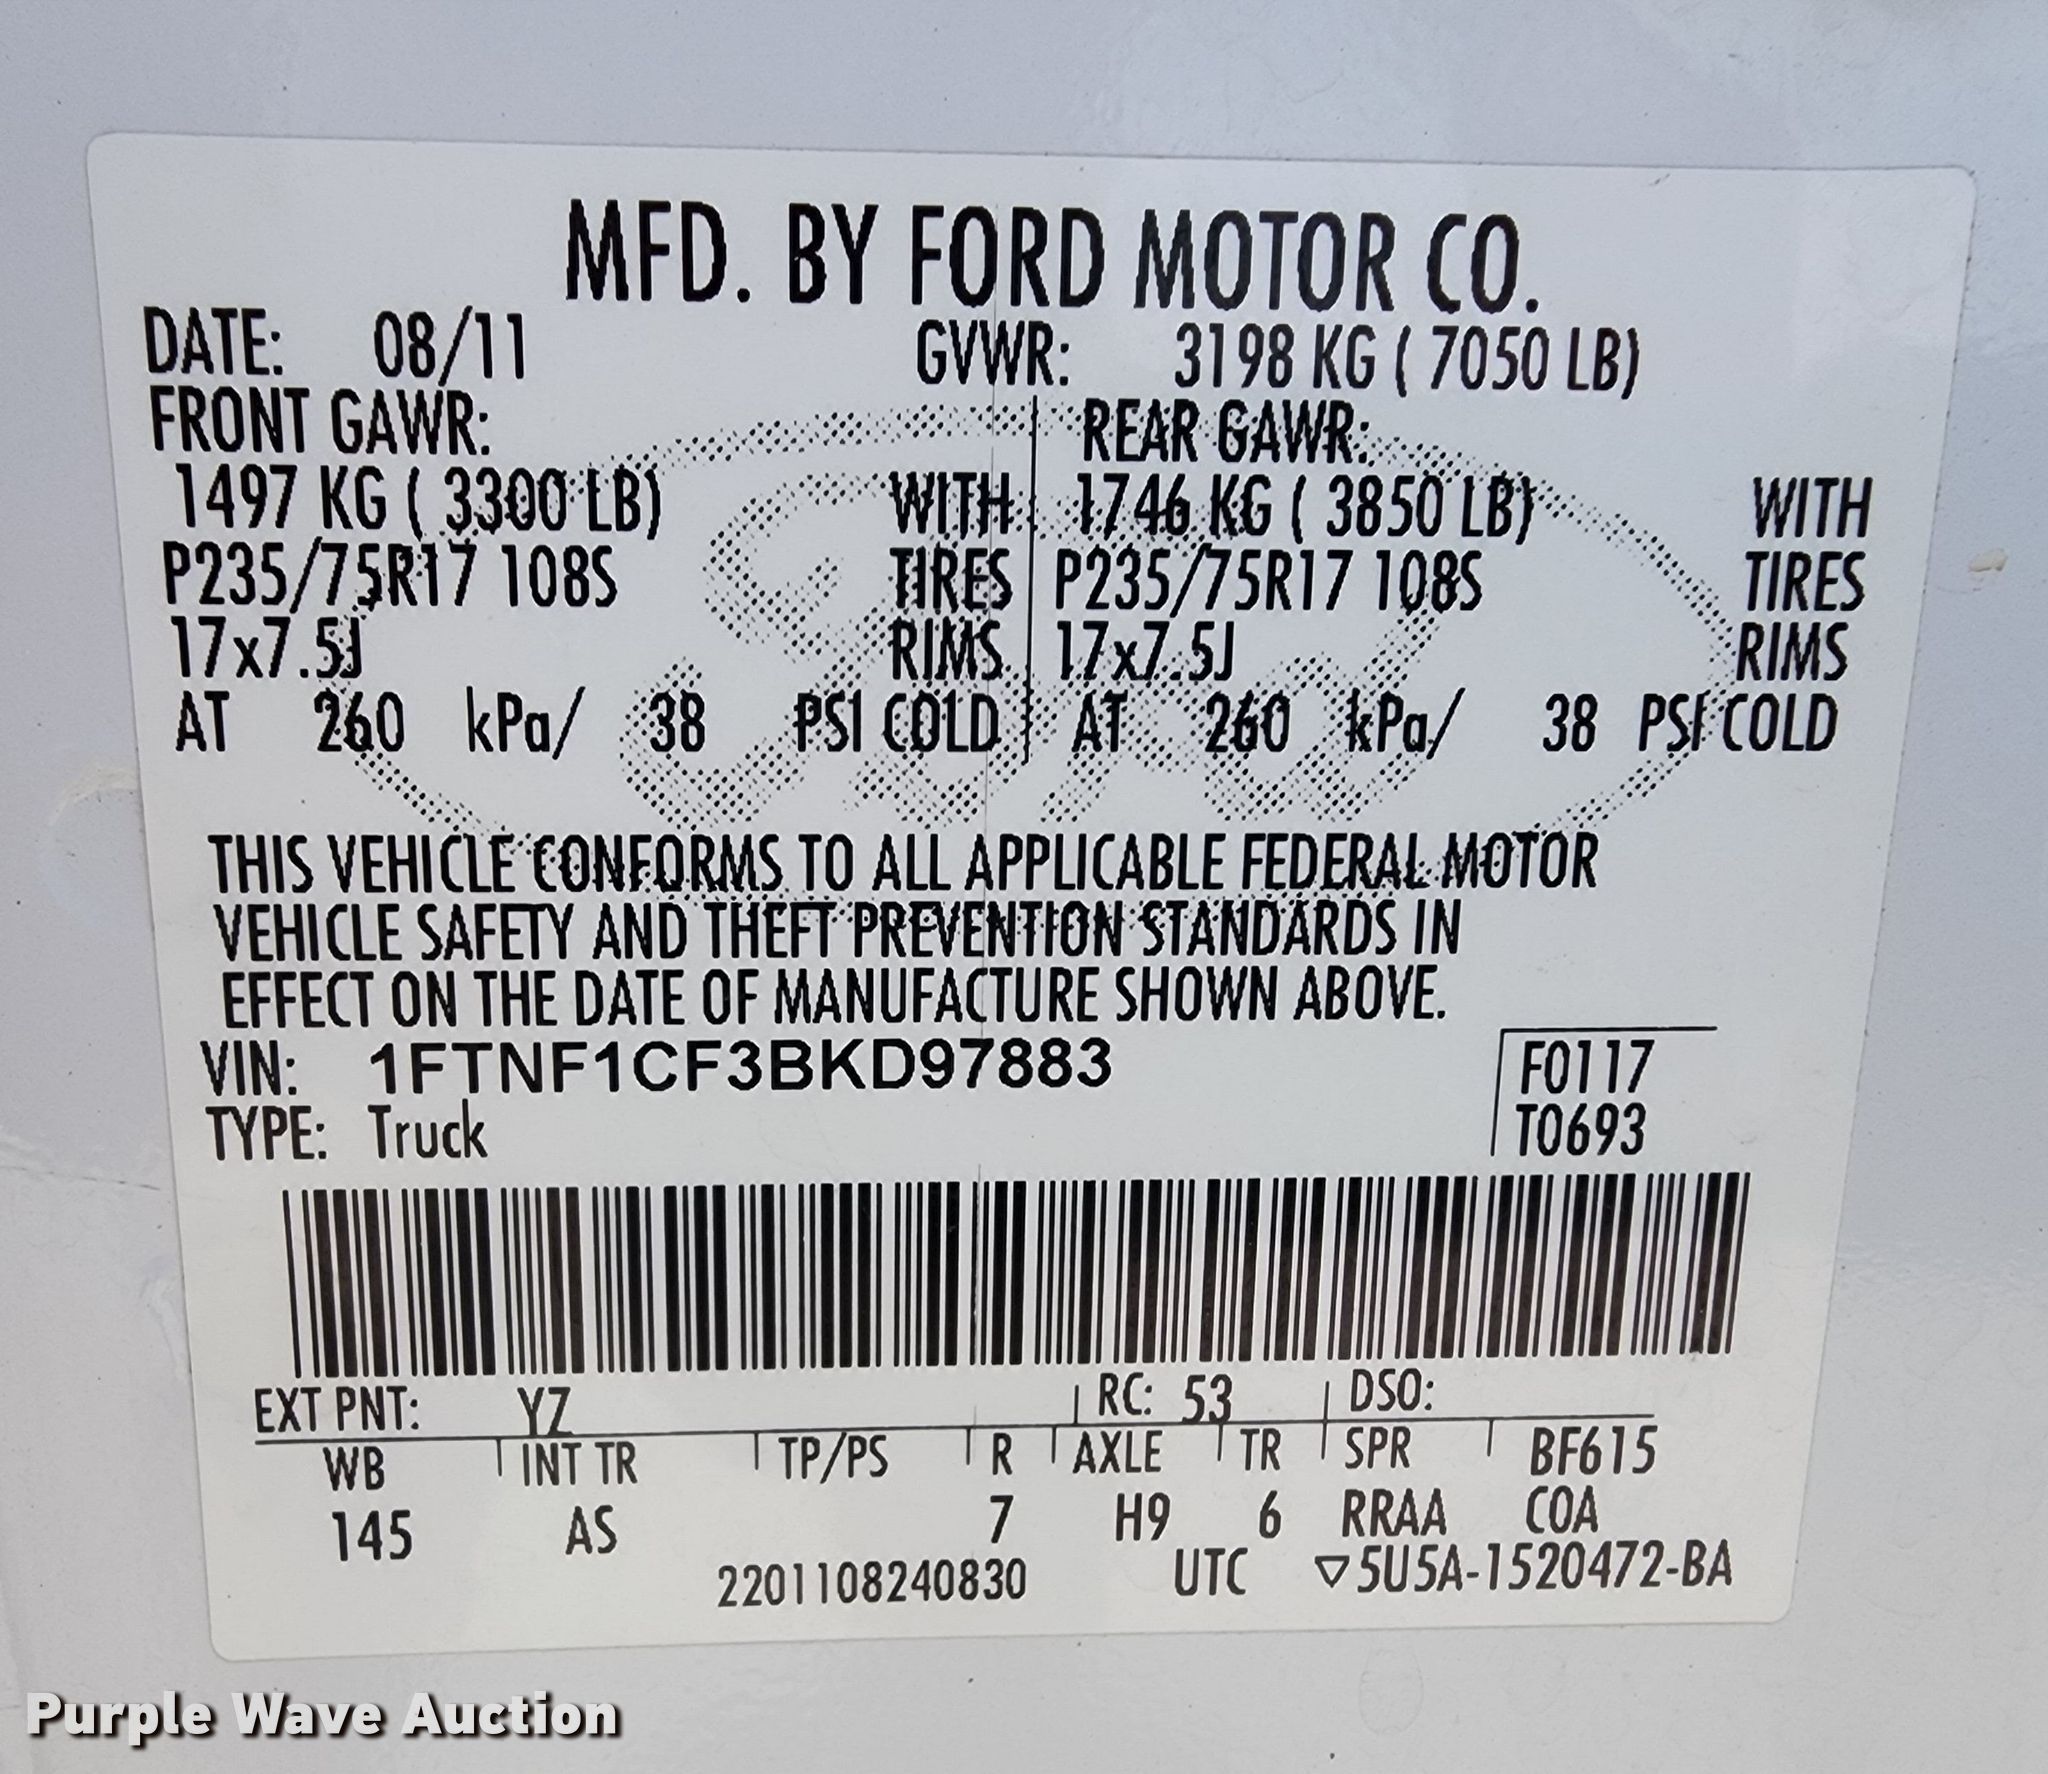 MFD. BY FORD MOTOR CO.
DATE: 08/11 GVWR: 3198 KG ( 7050 LB)
FRONT GAWR: REAR GAWR:
1497 KG ( 3300 LB) WITH 1746 KG ( 3850 LB) WITH
P235/75R17 108S TIRES P235/75R17 108S TIRES
17x7.5J RIMS 17x7.5J RIMS
AT 260 kPa/ 38 PSI COLD AT 260 kPa/ 38 PSI COLD
THIS VEHICLE CONFORMS TO ALL APPLICABLE FEDERAL MOTOR
VEHICLE SAFETY AND THEFT PREVENTION STANDARDS IN
EFFECT ON THE DATE OF MANUFACTURE SHOWN ABOVE.
VIN: 1FTNF1CF3BKD97883 F0117
TYPE: Truck T0693
EXT PNT: YZ RC: 53 DSO:
WB INT TR TP/PS R AXLE TR SPR BF615
145 AS 7 H9 6 RRAA COA
2201108240830 UTC ▽5U5A-1520472-BA
Purple Wave Auction